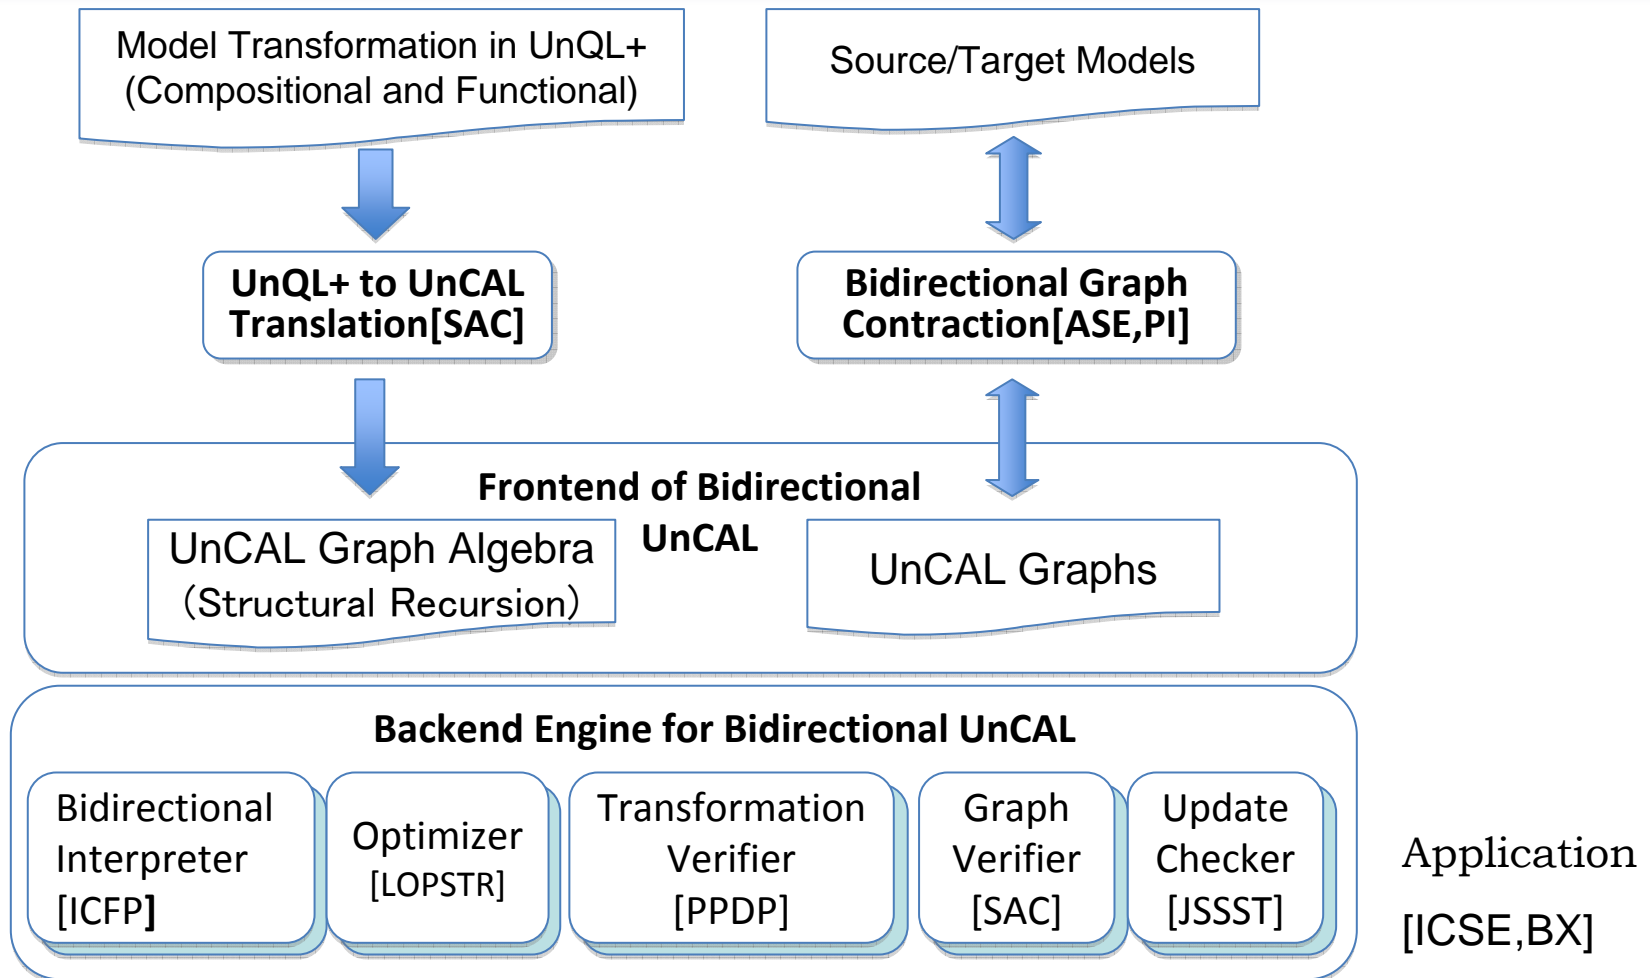 Model Transformation in UnQL+
(Compositional and Functional)
Source/Target Models
UnQL+ to UnCAL
Translation[SAC]
Bidirectional Graph
Contraction[ASE,PI]
Frontend of Bidirectional
UnCAL
UnCAL Graph Algebra
（Structural Recursion）
UnCAL Graphs
Backend Engine for Bidirectional UnCAL
Bidirectional
Interpreter
[ICFP]
Optimizer
[LOPSTR]
Transformation
Verifier
[PPDP]
Graph
Verifier
[SAC]
Update
Checker
[JSSST]
Application
[ICSE,BX]